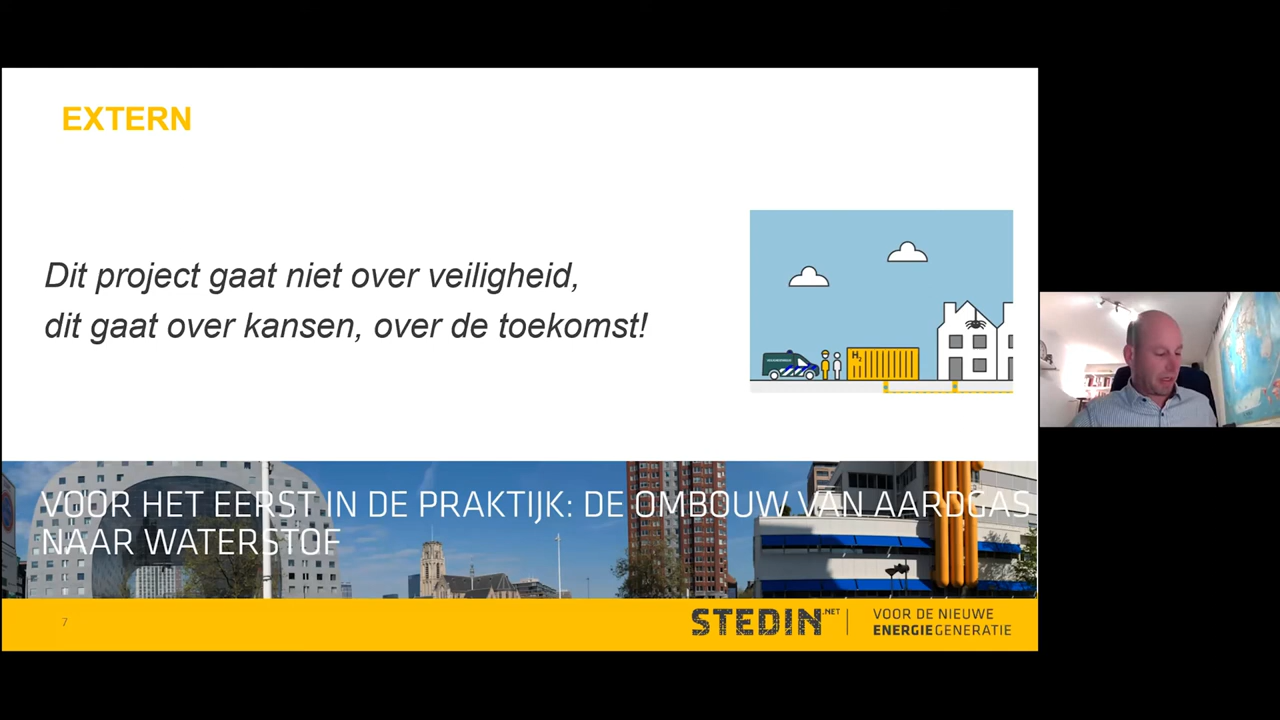 EXTERN
Dit project gaat niet over veiligheid,
dit gaat over kansen, over de toekomst!
H2
VOOR HET EERST IN DE PRAKTIJK: DE OMBOUW VAN AARDGAS
NAAR WATERSTOF
7
STEDIN.NET
VOOR DE NIEUWE
ENERGIEGENERATIE